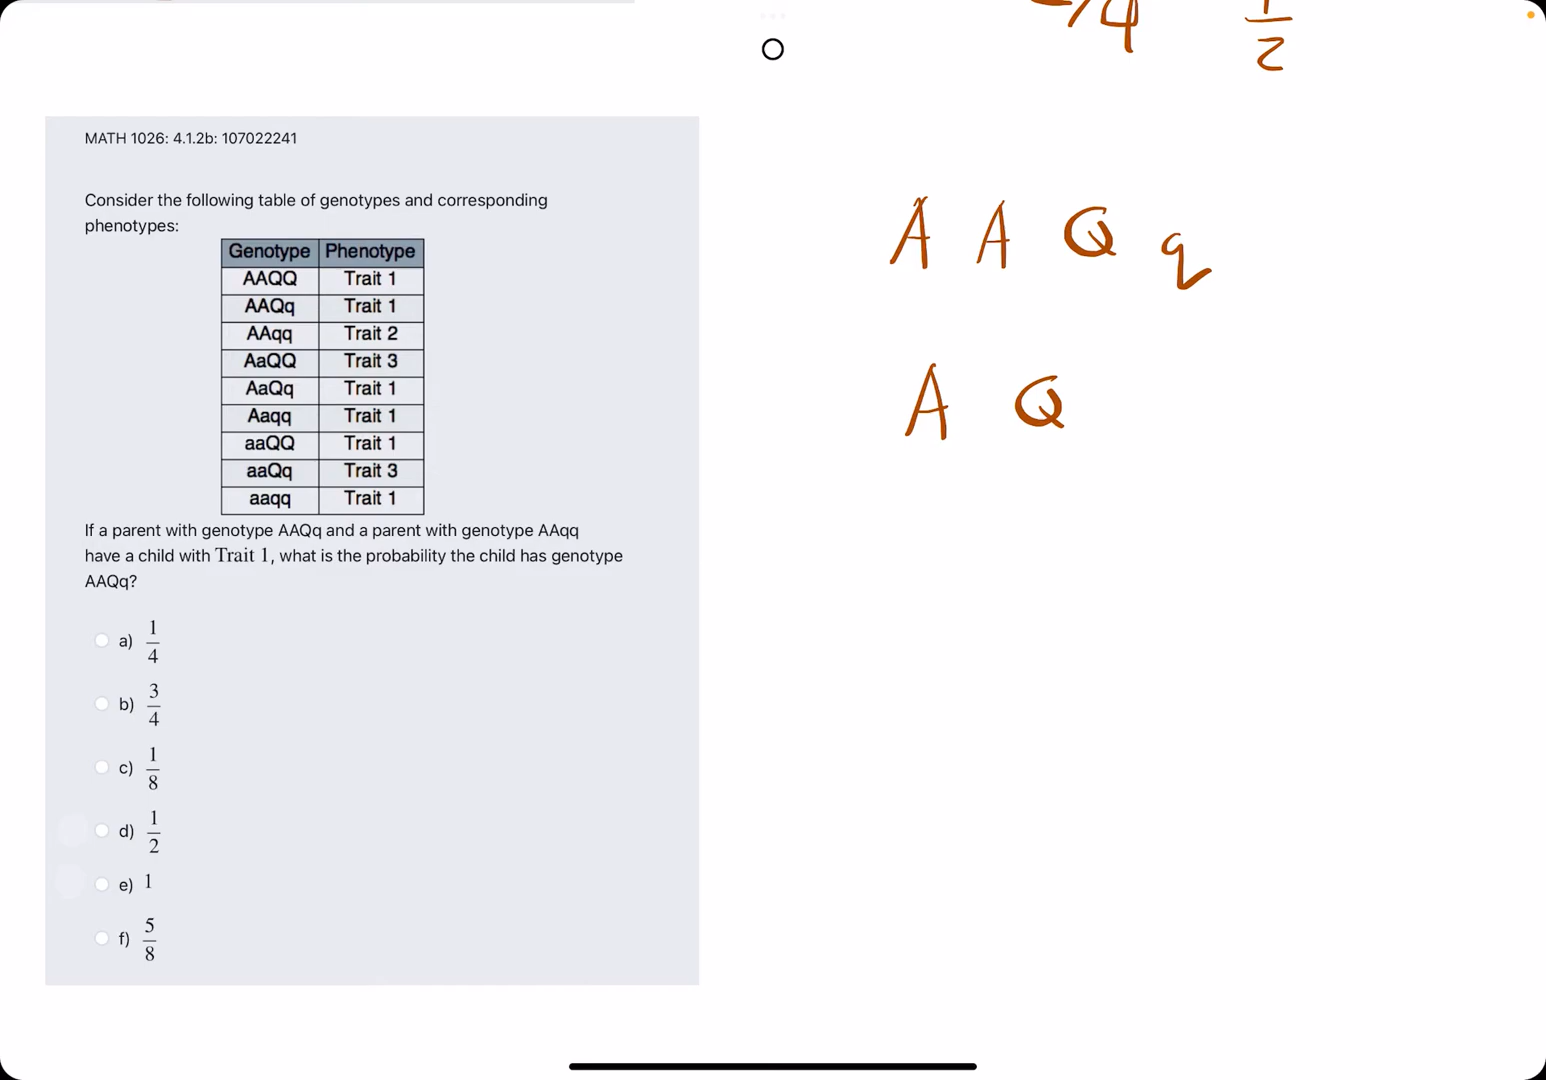 4 1/2
MATH 1026: 4.1.2b: 107022241
Consider the following table of genotypes and corresponding
phenotypes:
Genotype Phenotype
AAQQ Trait 1
AAQq Trait 1
AAqq Trait 2
AaQQ Trait 3
AaQq Trait 1
Aaqq Trait 1
aaQQ Trait 1
aaQq Trait 3
aaqq Trait 1
If a parent with genotype AAQq and a parent with genotype AAqq
have a child with Trait 1, what is the probability the child has genotype
AAQq?
a) 1/4
b) 3/4
c) 1/8
d) 1/2
e) 1
f) 5/8
A A Q q
A Q